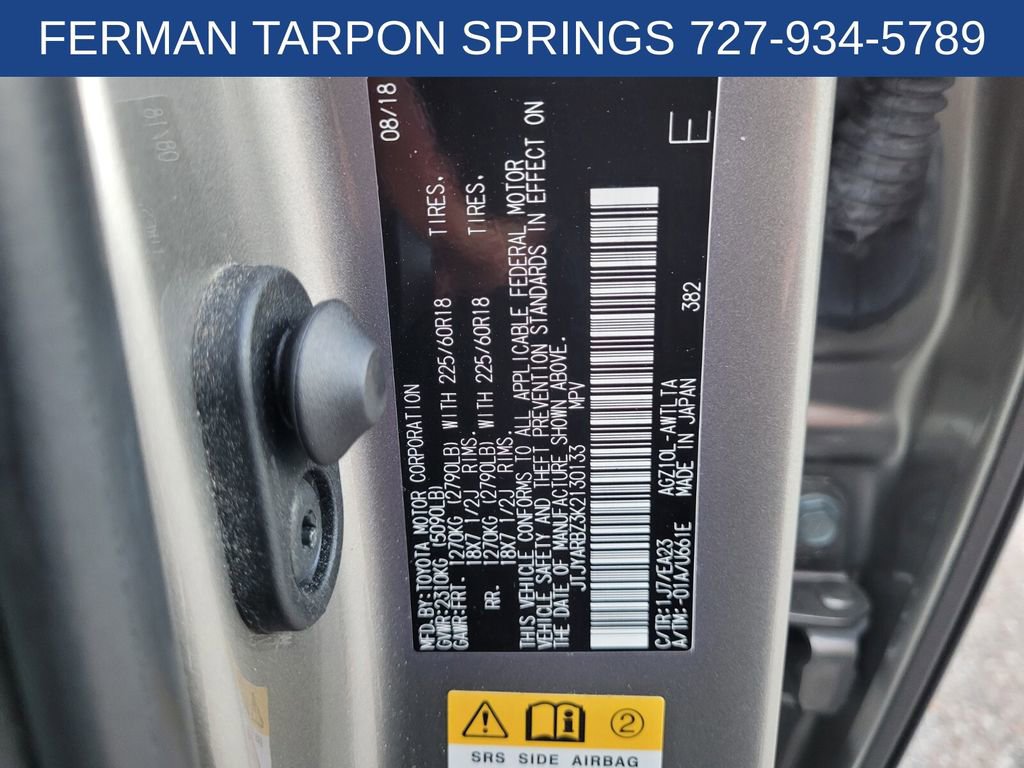 FERMAN TARPON SPRINGS 727-934-5789
08/18
MFD.BY:TOYOTA MOTOR CORPORATION
GVWR:2310KG (5090LB)
GAWR:FRT. 1270KG (2790LB) WITH 225/60R18 TIRES.
18X7 1/2J RIMS.
RR. 1270KG (2790LB) WITH 225/60R18 TIRES.
18X7 1/2J RIMS.
THIS VEHICLE CONFORMS TO ALL APPLICABLE FEDERAL MOTOR
VEHICLE SAFETY AND THEFT PREVENTION STANDARDS IN EFFECT ON
THE DATE OF MANUFACTURE SHOWN ABOVE.
JTJYARBZ3K2130133 MPV
E
C/TR:1J7/EA23 AGZ10L-AWTLTA 382
A/TM:-01A/U661E MADE IN JAPAN
2
SRS SIDE AIRBAG